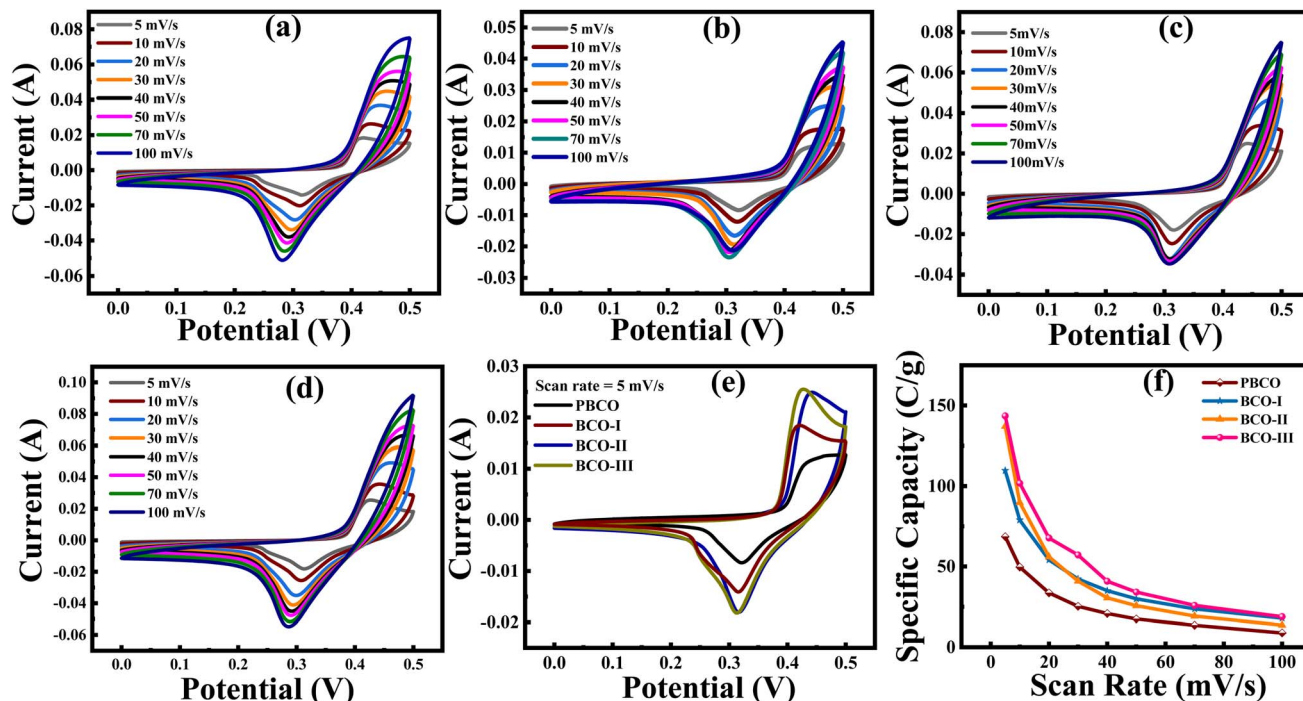 (a)
5 mV/s
10 mV/s
20 mV/s
30 mV/s
40 mV/s
50 mV/s
70 mV/s
100 mV/s
0.08
0.06
0.04
0.02
0.00
-0.02
-0.04
-0.06
Current (A)
0.0 0.1 0.2 0.3 0.4 0.5
Potential (V)
(b)
5 mV/s
10 mV/s
20 mV/s
30 mV/s
40 mV/s
50 mV/s
70 mV/s
100 mV/s
0.05
0.04
0.03
0.02
0.01
0.00
-0.01
-0.02
-0.03
Current (A)
0.0 0.1 0.2 0.3 0.4 0.5
Potential (V)
(c)
5mV/s
10mV/s
20mV/s
30mV/s
40mV/s
50mV/s
70mV/s
100mV/s
0.08
0.06
0.04
0.02
0.00
-0.02
-0.04
Current (A)
0.0 0.1 0.2 0.3 0.4 0.5
Potential (V)
(d)
5 mV/s
10 mV/s
20 mV/s
30 mV/s
40 mV/s
50 mV/s
70 mV/s
100 mV/s
0.10
0.08
0.06
0.04
0.02
0.00
-0.02
-0.04
-0.06
Current (A)
0.0 0.1 0.2 0.3 0.4 0.5
Potential (V)
(e)
Scan rate = 5 mV/s
PBCO
BCO-I
BCO-II
BCO-III
0.03
0.02
0.01
0.00
-0.01
-0.02
Current (A)
0.0 0.1 0.2 0.3 0.4 0.5
Potential (V)
(f)
PBCO
BCO-I
BCO-II
BCO-III
150
100
50
0
Specific Capacity (C/g)
0 20 40 60 80 100
Scan Rate (mV/s)